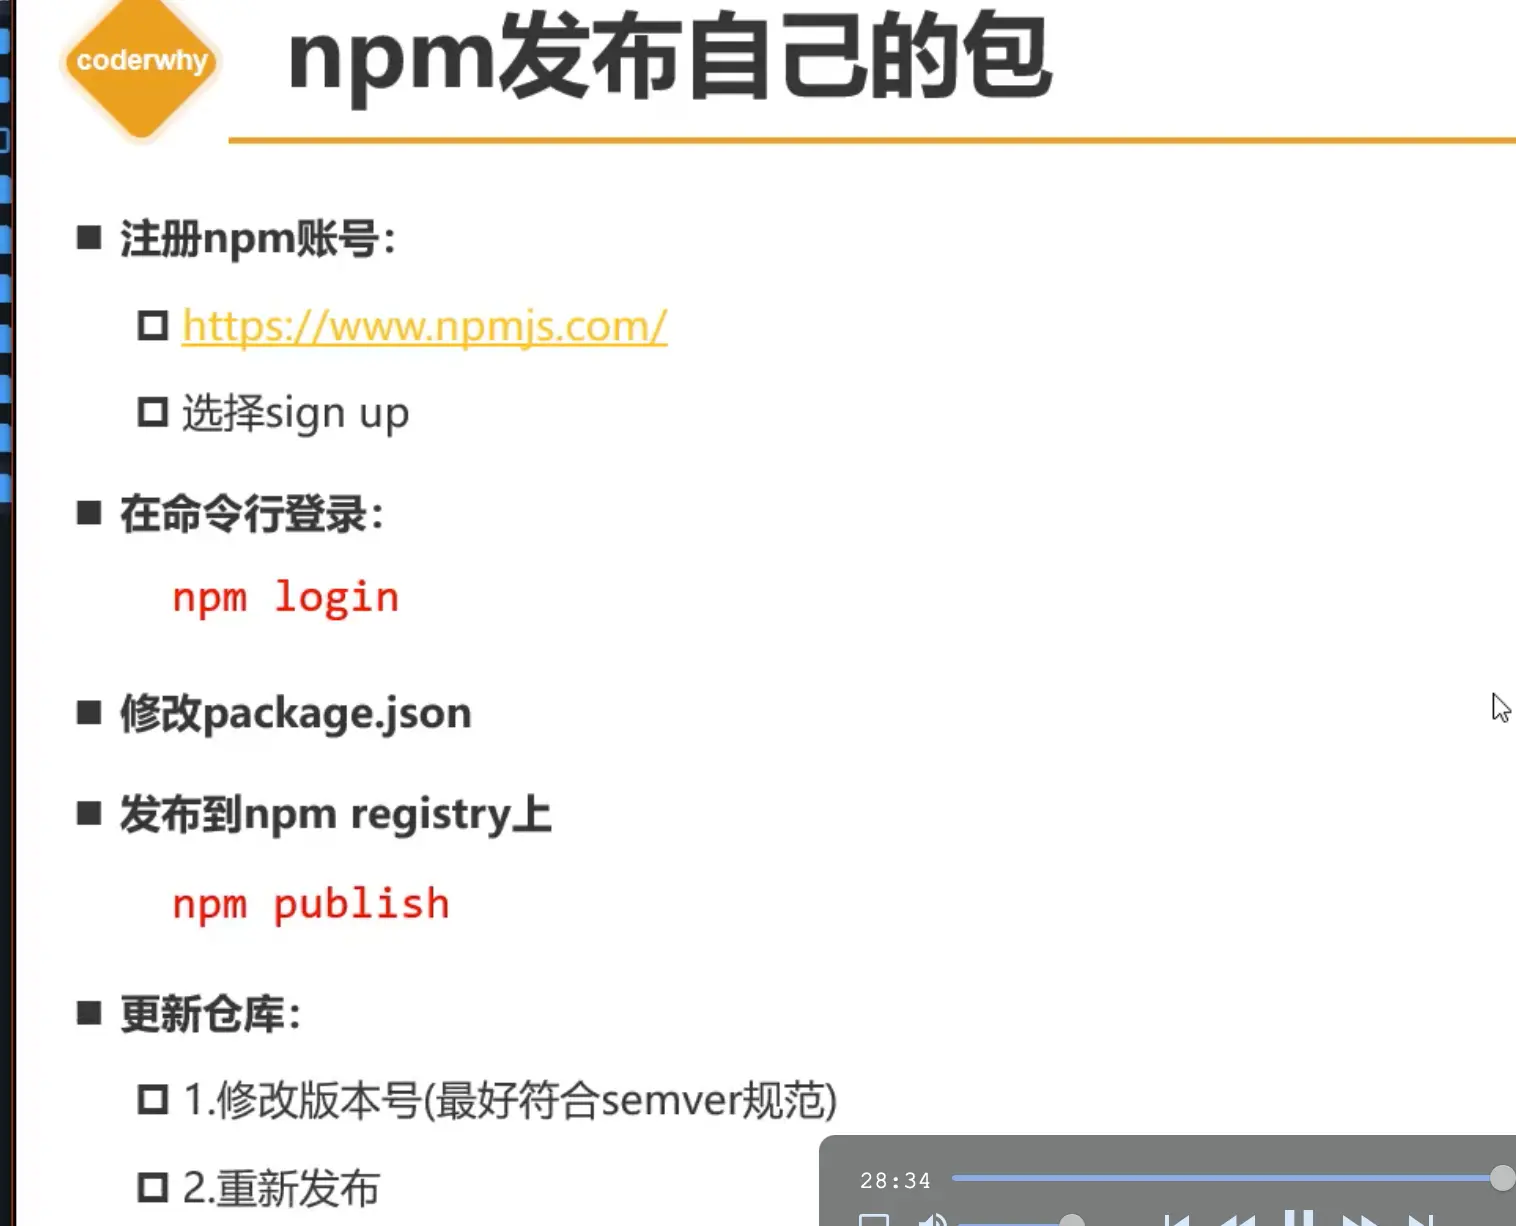 coderwhy
npm发布自己的包
注册npm账号：
https://www.npmjs.com/
选择sign up
在命令行登录：
npm login
修改package.json
发布到npm registry上
npm publish
更新仓库：
1.修改版本号(最好符合semver规范)
2.重新发布
28:34